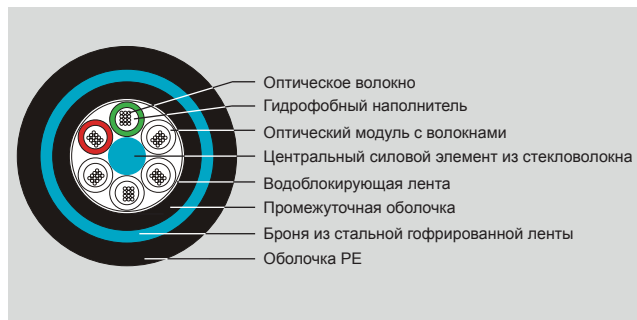 Оптическое волокно
Гидрофобный наполнитель
Оптический модуль с волокнами
Центральный силовой элемент из стекловолокна
Водоблокирующая лента
Промежуточная оболочка
Броня из стальной гофрированной ленты
Оболочка PE